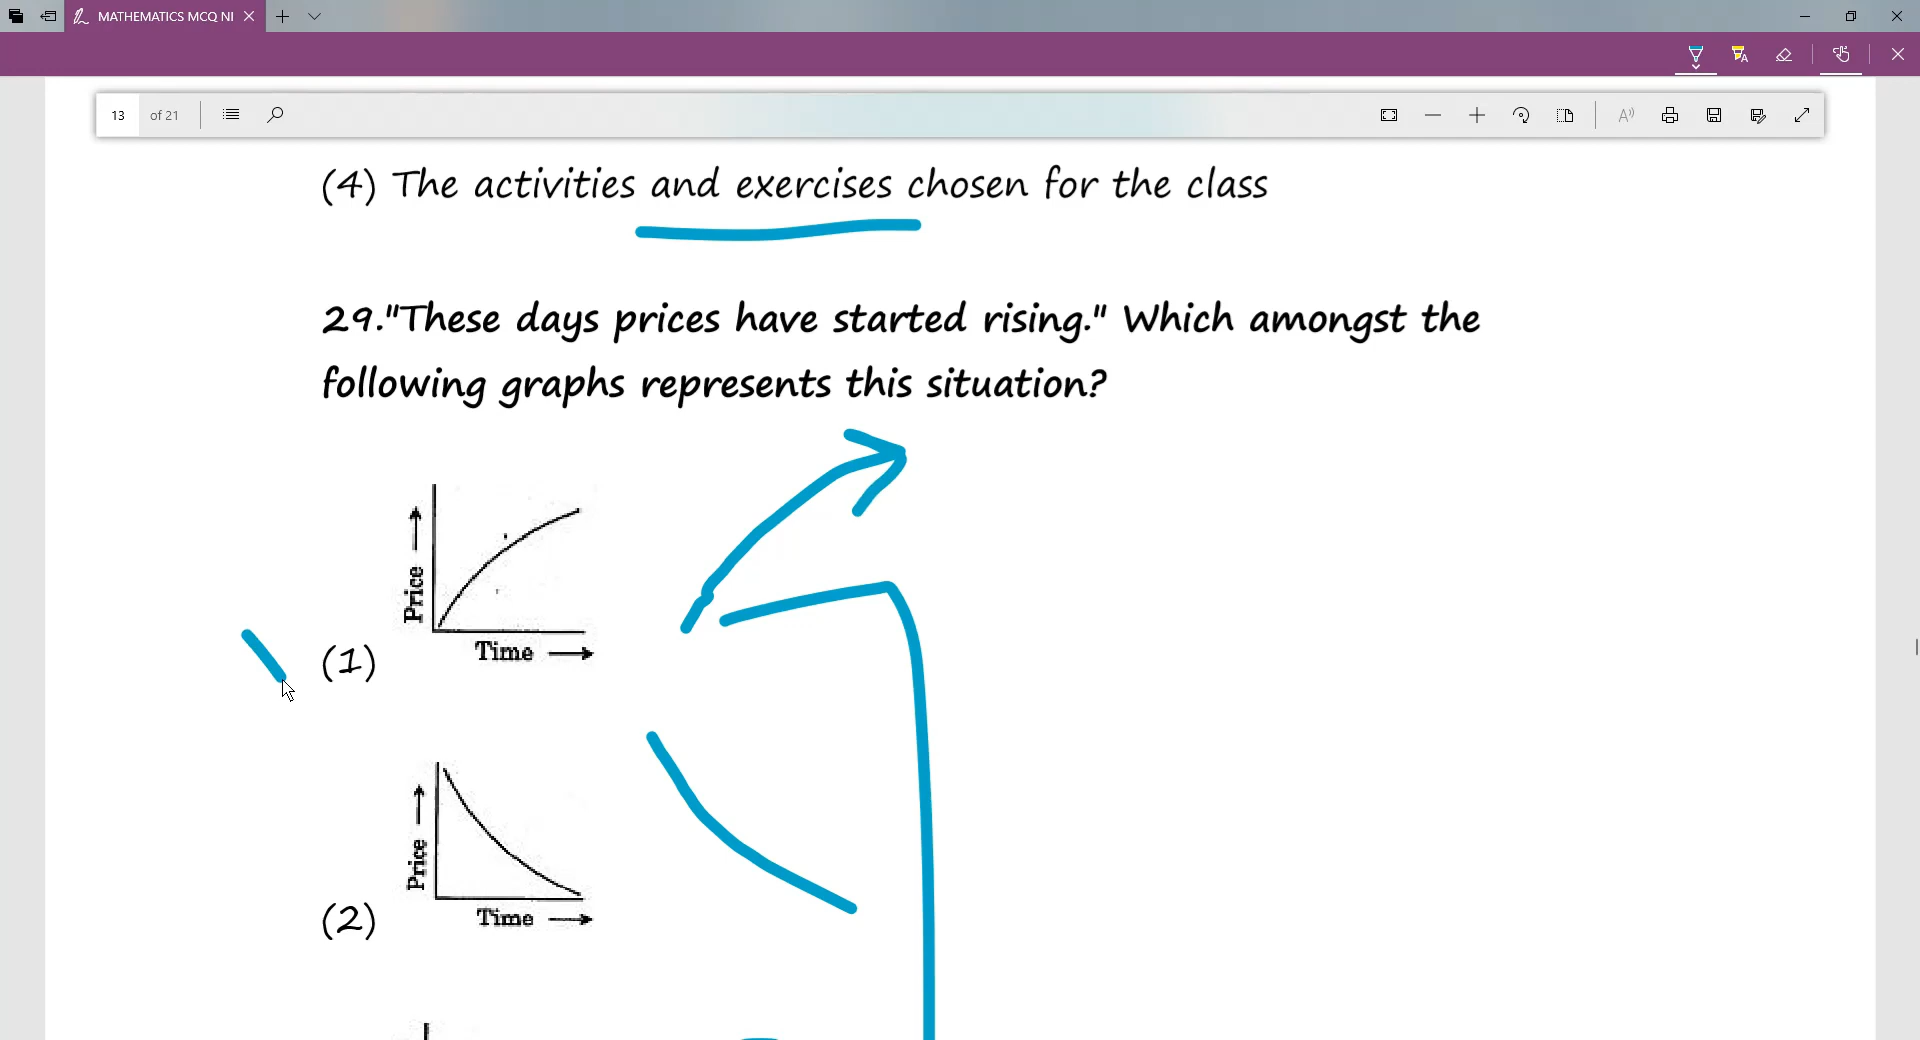 MATHEMATICS MCQ NI
13 of 21
(4) The activities and exercises chosen for the class
29."These days prices have started rising." Which amongst the
following graphs represents this situation?
Price
Time
(1)
Price
Time
(2)